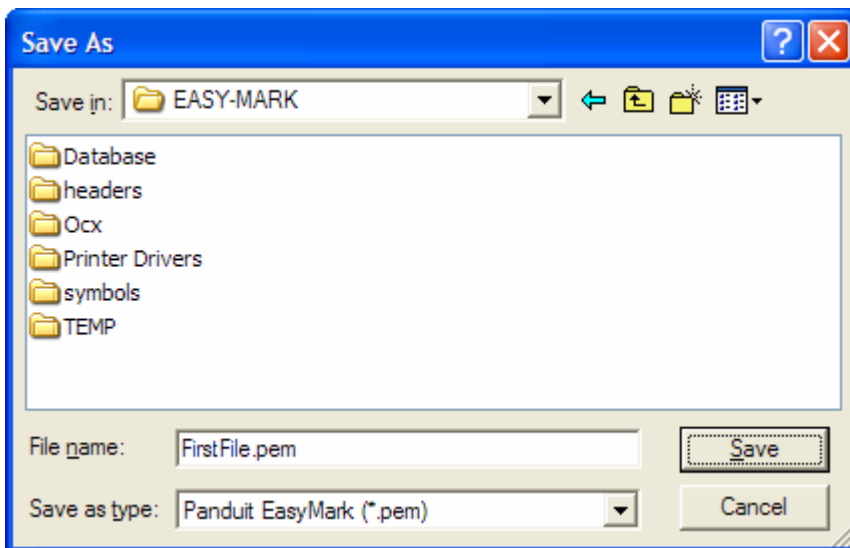 Save As
Save in: EASY-MARK
Database
headers
Ocx
Printer Drivers
symbols
TEMP
File name: FirstFile.pem Save
Save as type: Panduit EasyMark (*.pem) Cancel